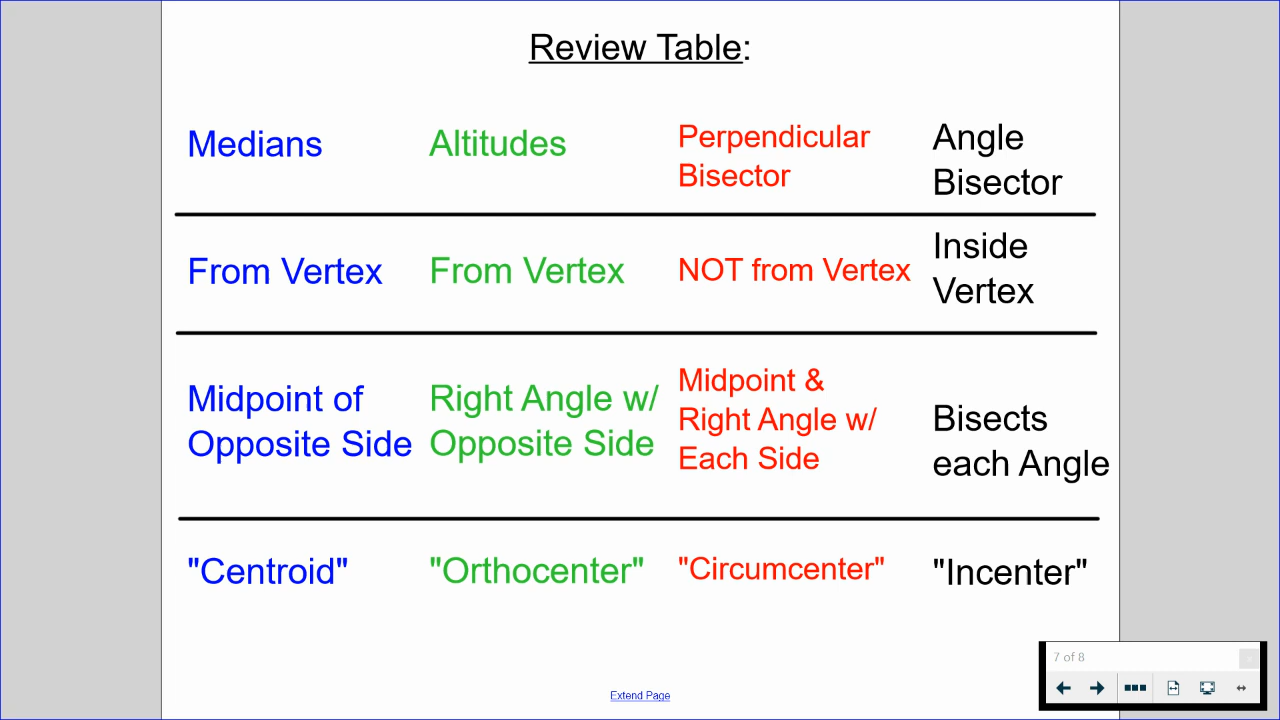 Review Table:
Medians
Altitudes
Perpendicular
Bisector
Angle
Bisector
From Vertex
From Vertex
NOT from Vertex
Inside
Vertex
Midpoint of
Opposite Side
Right Angle w/
Opposite Side
Midpoint &
Right Angle w/
Each Side
Bisects
each Angle
"Centroid"
"Orthocenter"
"Circumcenter"
"Incenter"
7 of 8
Extend Page